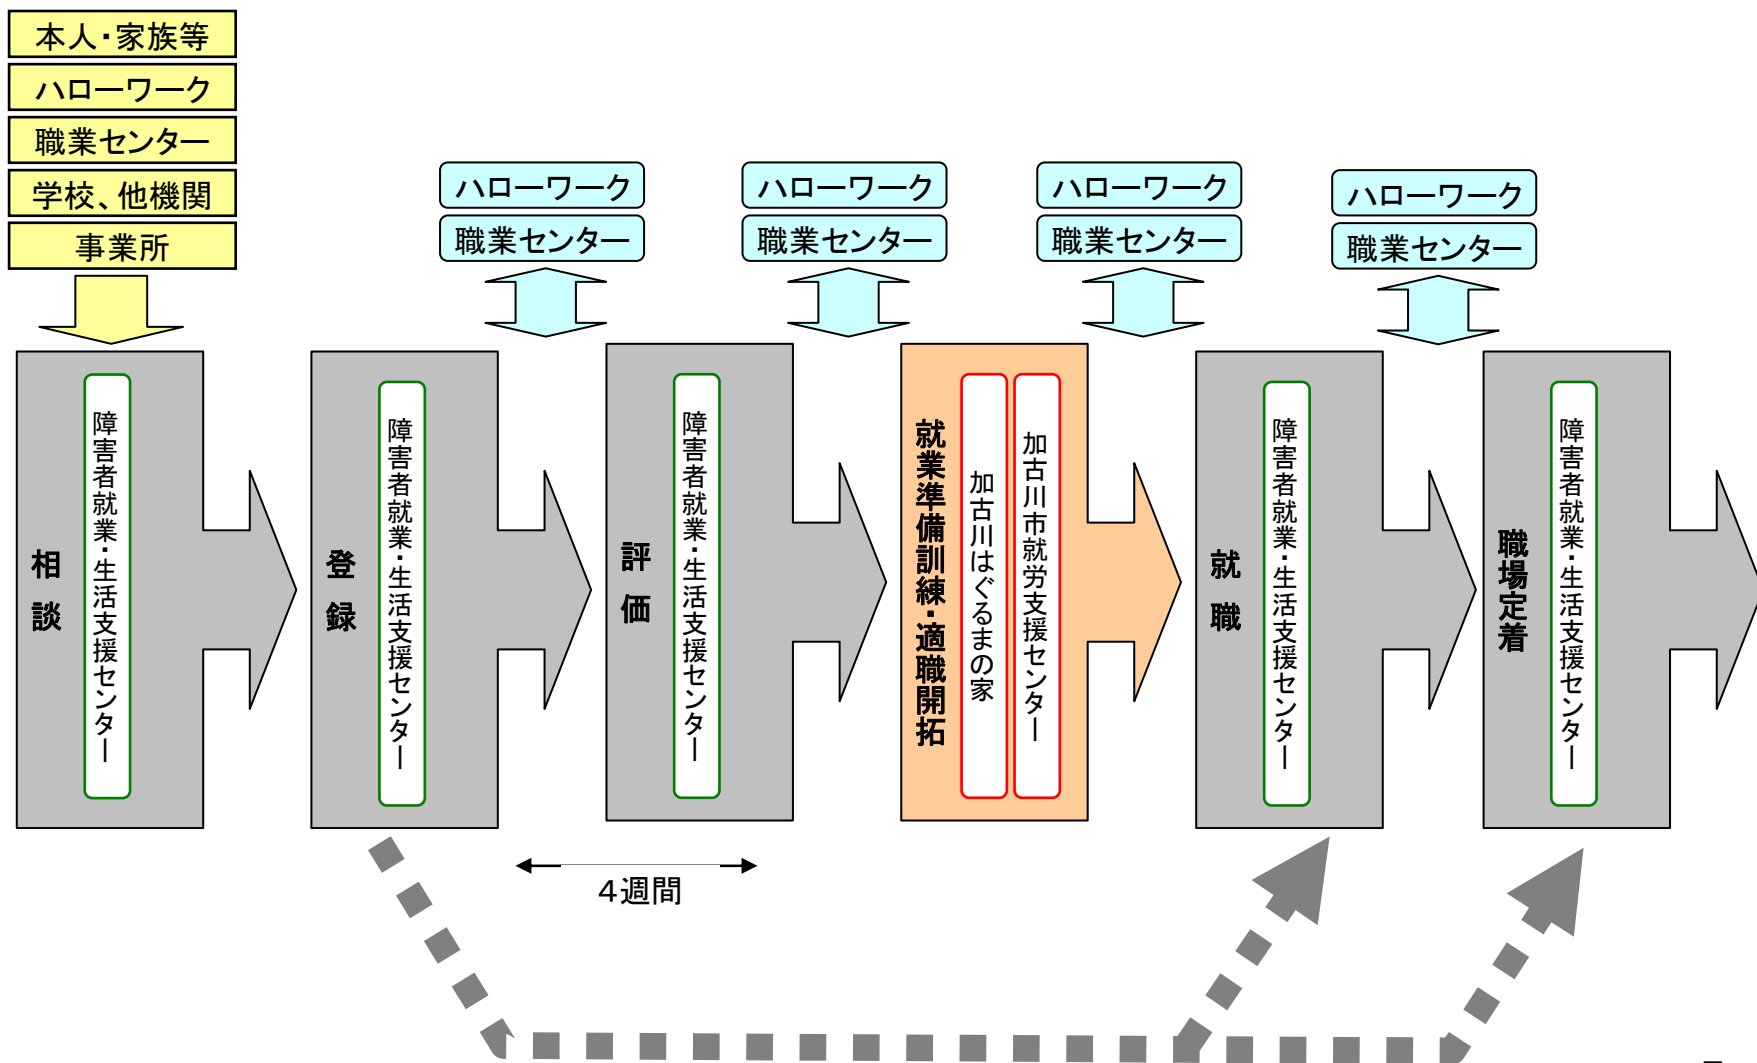 本人・家族等
ハローワーク
職業センター
学校、他機関
事業所
ハローワーク
職業センター
ハローワーク
職業センター
ハローワーク
職業センター
ハローワーク
職業センター
相談
障害者就業・生活支援センター
登録
障害者就業・生活支援センター
評価
障害者就業・生活支援センター
就業準備訓練・適職開拓
加古川はぐるまの家
加古川市就労支援センター
就職
障害者就業・生活支援センター
職場定着
障害者就業・生活支援センター
4週間